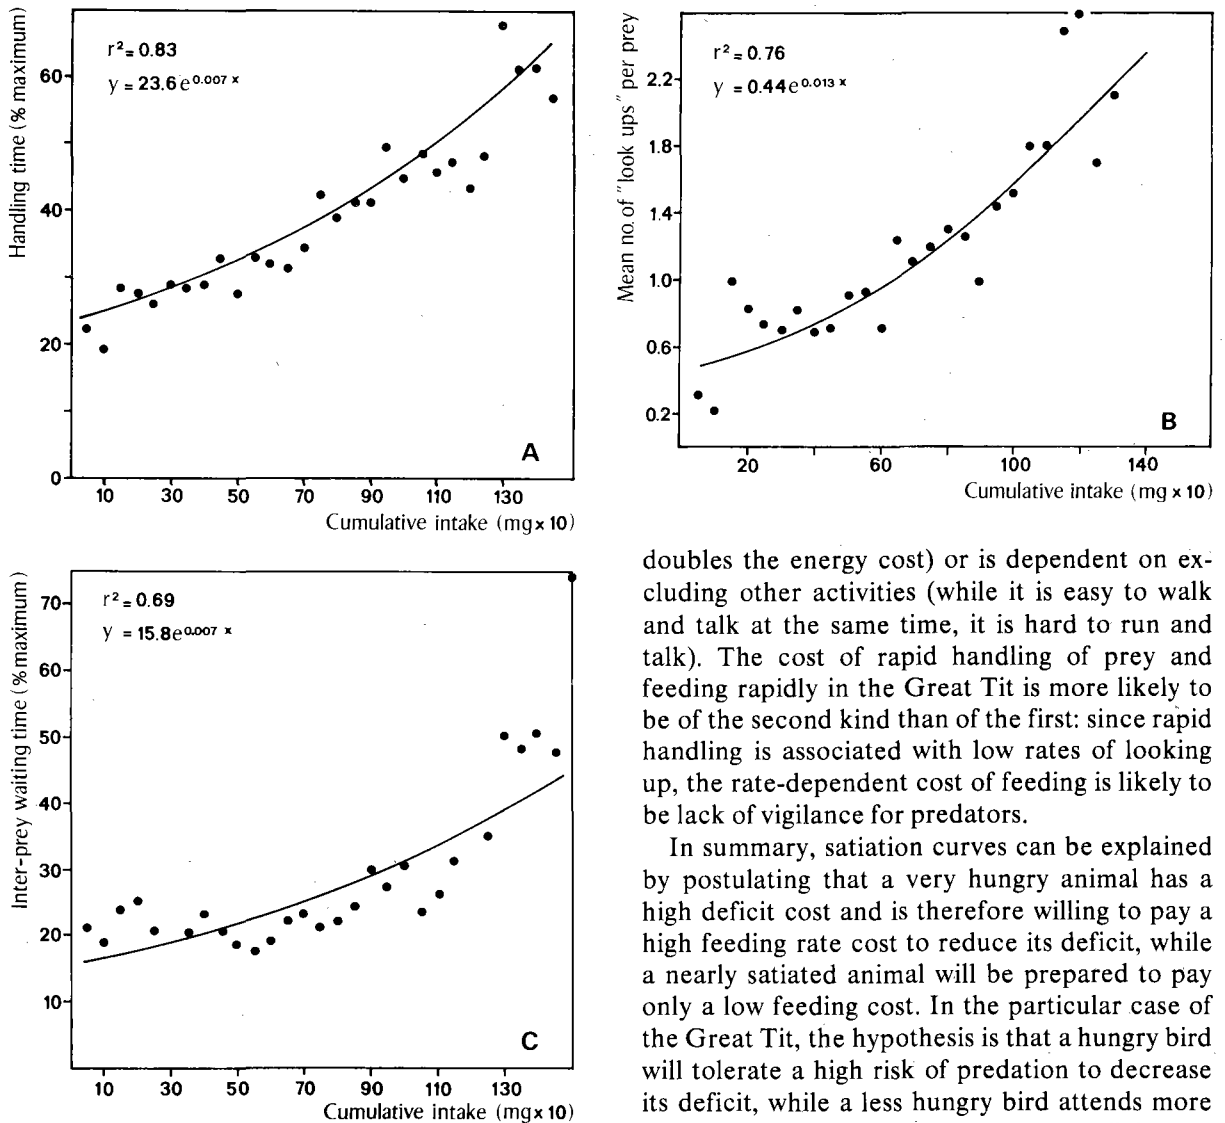 Handling time (% maximum)
r² = 0.83
y = 23.6 e^0.007 x
60
40
20
0
A
10 30 50 70 90 110 130
Cumulative intake (mg x 10)
Mean no. of "look ups" per prey
r² = 0.76
y = 0.44e^0.013 x
2.2
1.8
1.4
1.0
0.6
0.2
B
20 60 100 140
Cumulative intake (mg x 10)
Inter-prey waiting time (% maximum)
r² = 0.69
y = 15.8e^0.007 x
70
60
50
40
30
20
10
C
10 30 50 70 90 110 130
Cumulative intake (mg x 10)
doubles the energy cost) or is dependent on ex-
cluding other activities (while it is easy to walk
and talk at the same time, it is hard to run and
talk). The cost of rapid handling of prey and
feeding rapidly in the Great Tit is more likely to
be of the second kind than of the first: since rapid
handling is associated with low rates of looking
up, the rate-dependent cost of feeding is likely to
be lack of vigilance for predators.
In summary, satiation curves can be explained
by postulating that a very hungry animal has a
high deficit cost and is therefore willing to pay a
high feeding rate cost to reduce its deficit, while
a nearly satiated animal will be prepared to pay
only a low feeding cost. In the particular case of
the Great Tit, the hypothesis is that a hungry bird
will tolerate a high risk of predation to decrease
its deficit, while a less hungry bird attends more